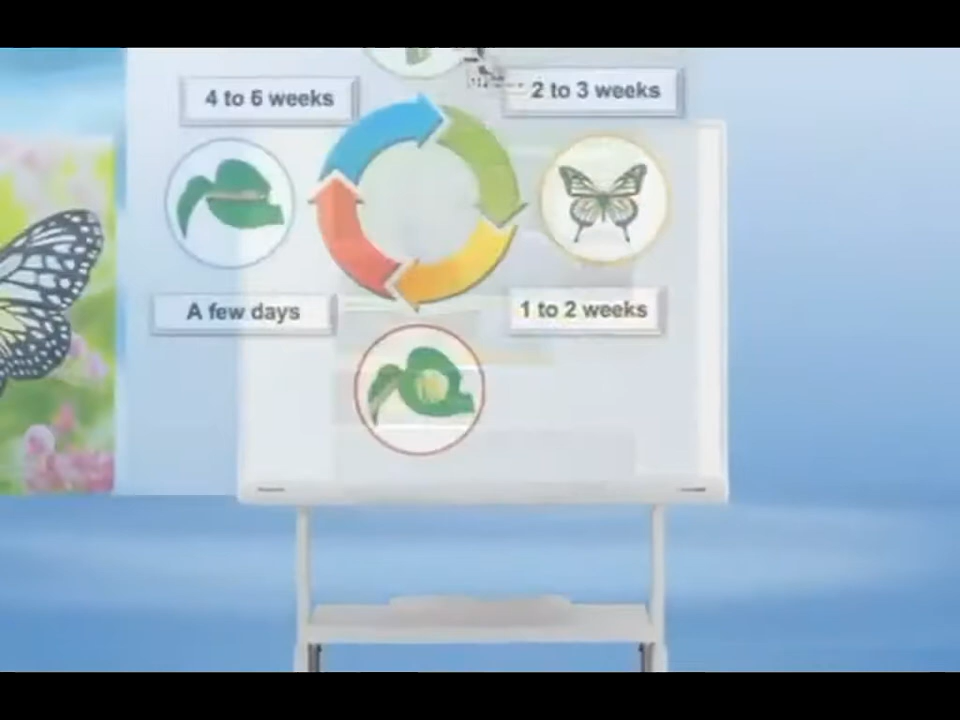 4 to 6 weeks
2 to 3 weeks
A few days
1 to 2 weeks